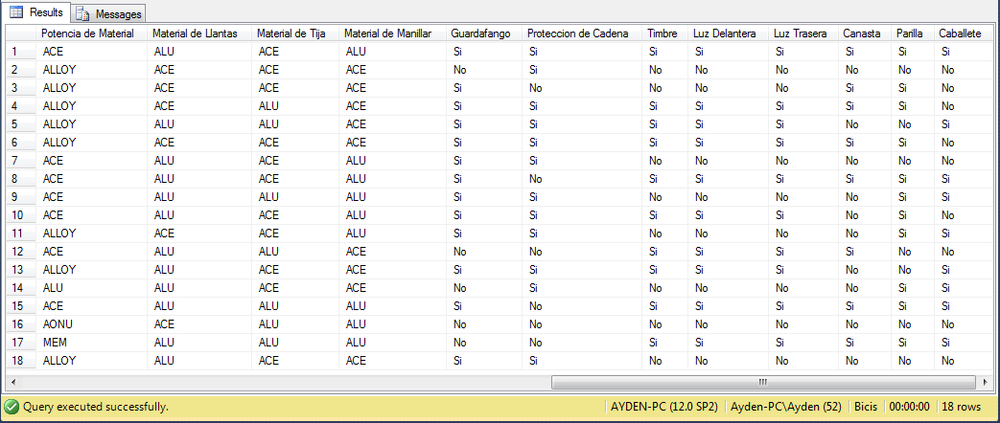 Results Messages
Potencia de Material Material de Llantas Material de Tija Material de Manillar Guardafango Proteccion de Cadena Timbre Luz Delantera Luz Trasera Canasta Parilla Caballete
1 ACE ALU ACE ALU Si Si Si Si Si Si Si Si
2 ALLOY ACE ACE ACE No Si No No No No No No
3 ALLOY ACE ACE ACE Si No No No No Si Si No
4 ALLOY ACE ALU ACE Si Si Si Si Si Si Si No
5 ALLOY ALU ALU ACE Si Si Si Si Si No No Si
6 ALLOY ACE ACE ACE Si Si Si Si Si Si Si No
7 ACE ALU ACE ALU Si Si No No No No No No
8 ACE ALU ACE ALU Si No Si Si Si Si Si Si
9 ACE ALU ACE ALU Si Si No No No No Si Si
10 ACE ALU ACE ALU Si Si Si Si Si No Si No
11 ALLOY ACE ACE ALU Si Si No No No No Si Si
12 ACE ALU ACE ALU No No Si Si Si Si No No
13 ALLOY ALU ACE ACE Si Si Si Si Si No No Si
14 ALU ALU ALU ACE No Si No No No No Si Si
15 ACE ALU ALU ALU Si No Si Si Si Si Si Si
16 AONU ACE ALU ALU No No No No No No No No
17 MEM ALU ALU ALU No No Si Si Si Si Si Si
18 ALLOY ALU ACE ACE Si Si No No No No No No
Query executed successfully. AYDEN-PC (12.0 SP2) Ayden-PC\Ayden (52) Bicis 00:00:00 18 rows